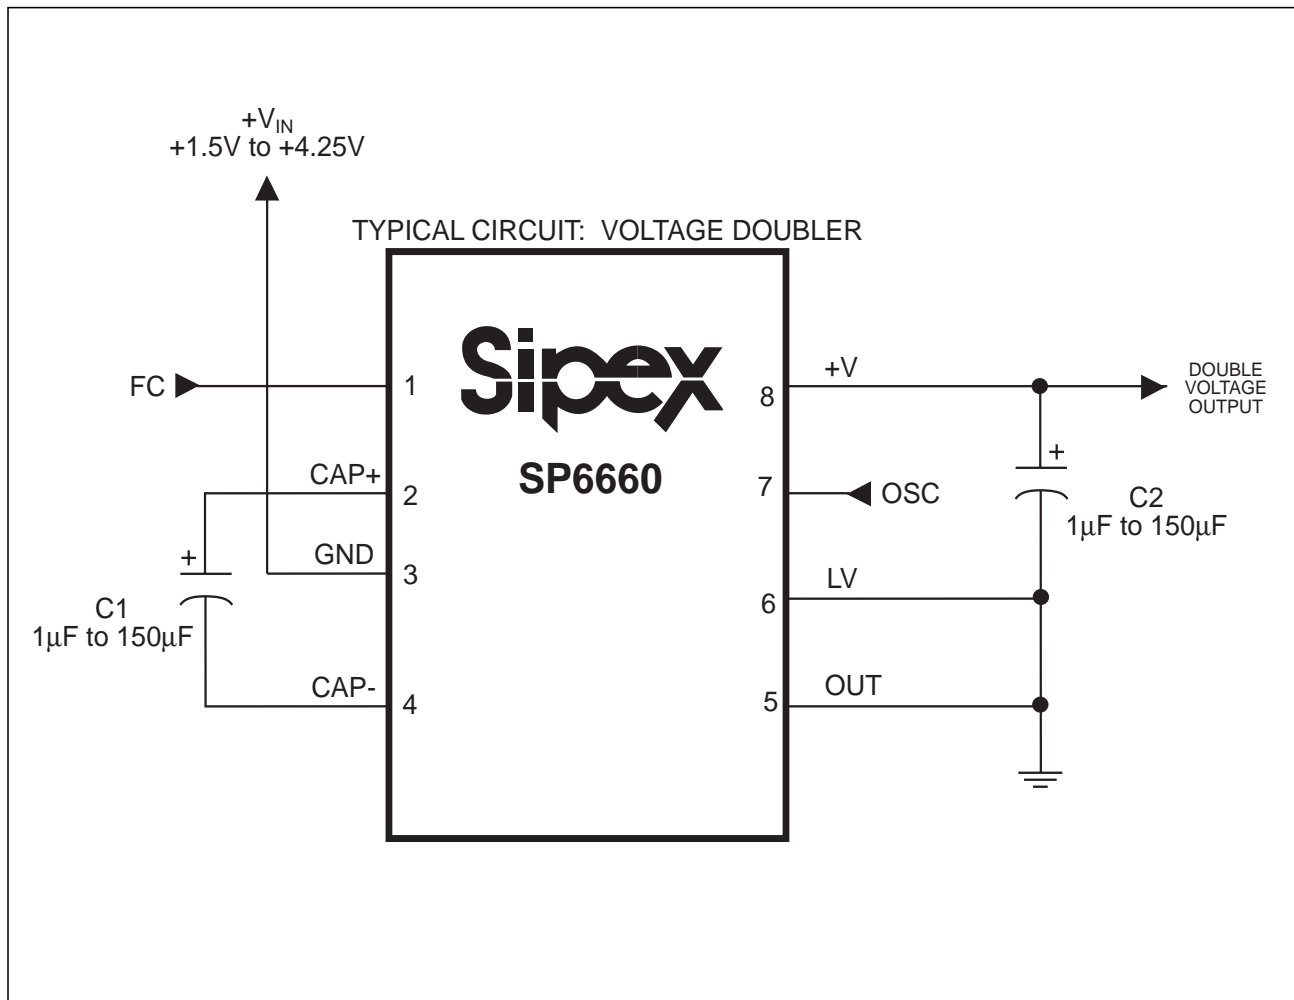 +VIN
+1.5V to +4.25V
TYPICAL CIRCUIT:  VOLTAGE DOUBLER
Sipex
SP6660
FC
1
CAP+
2
GND
3
CAP-
4
+
C1
1μF to 150μF
+V
8
7
OSC
LV
6
OUT
5
DOUBLE
VOLTAGE
OUTPUT
+
C2
1μF to 150μF